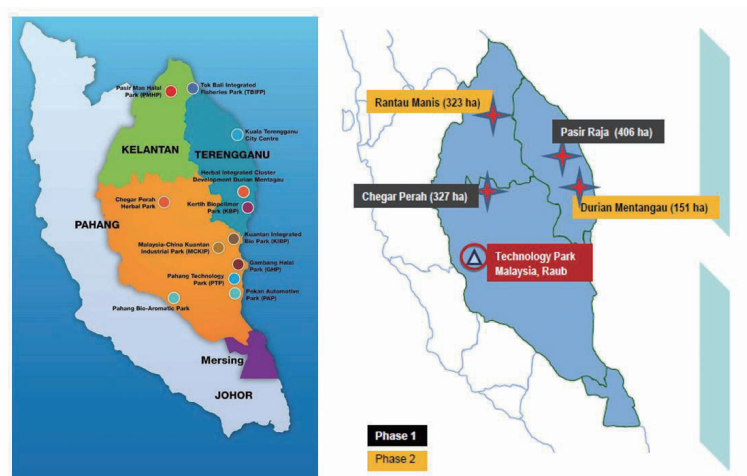 Pasir Mas Halal
Park (PMHP)
Tok Bali Integrated
Fisheries Park (TBIFP)
Kuala Terengganu
City Centre
KELANTAN
TERENGGANU
Herbal Integrated Cluster
Development Durian Mentagau
Chegar Perah
Herbal Park
Kertih Biopolimer
Park (KBP)
PAHANG
Kuantan Integrated
Bio Park (KIBP)
Malaysia-China Kuantan
Industrial Park (MCKIP)
Gambang Halal
Park (GHP)
Pahang Technology
Park (PTP)
Pekan Automotive
Park (PAP)
Pahang Bio-Aromatic Park
Mersing
JOHOR
Rantau Manis (323 ha)
Pasir Raja (406 ha)
Chegar Perah (327 ha)
Durian Mentangau (151 ha)
Technology Park
Malaysia, Raub
Phase 1
Phase 2